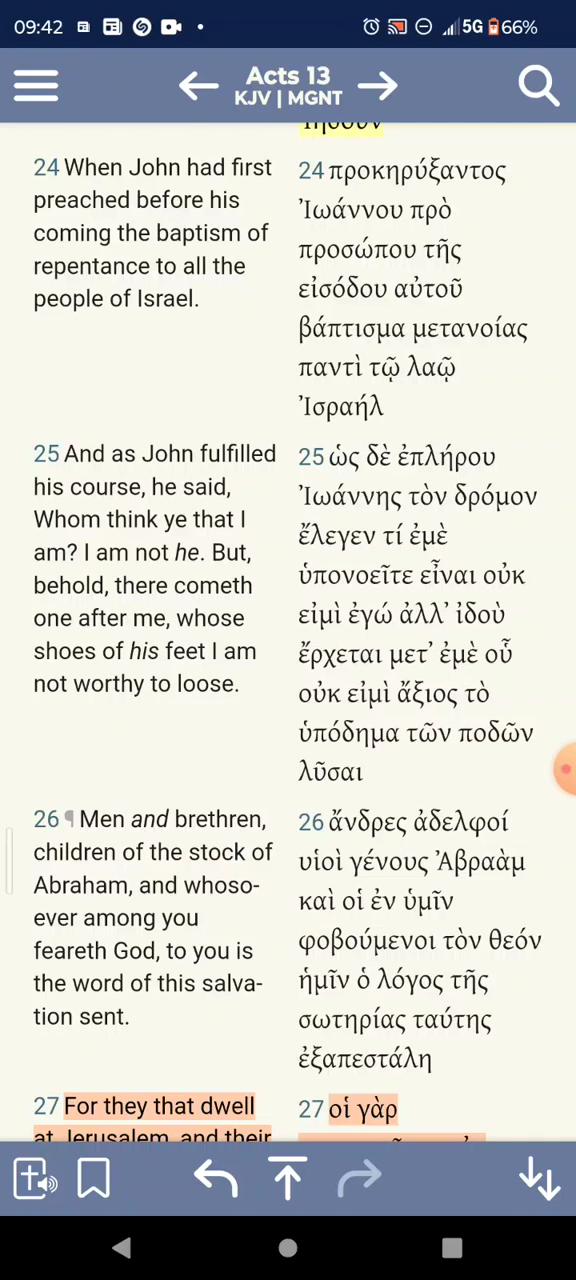 09:42
5G 66%
Acts 13
KJV | MGNT
24 When John had first
preached before his
coming the baptism of
repentance to all the
people of Israel.
24 προκηρύξαντος
Ἰωάννου πρὸ
προσώπου τῆς
εἰσόδου αὐτοῦ
βάπτισμα μετανοίας
παντὶ τῷ λαῷ
Ἰσραήλ
25 And as John fulfilled
his course, he said,
Whom think ye that I
am? I am not he. But,
behold, there cometh
one after me, whose
shoes of his feet I am
not worthy to loose.
25 ὡς δὲ ἐπλήρου
Ἰωάννης τὸν δρόμον
ἔλεγεν τί ἐμὲ
ὑπονοεῖτε εἶναι οὐκ
εἰμὶ ἐγώ ἀλλ’ ἰδοὺ
ἔρχεται μετ’ ἐμὲ οὗ
οὐκ εἰμὶ ἄξιος τὸ
ὑπόδημα τῶν ποδῶν
λῦσαι
26 ¶ Men and brethren,
children of the stock of
Abraham, and whoso-
ever among you
feareth God, to you is
the word of this salva-
tion sent.
26 ἄνδρες ἀδελφοί
υἱοὶ γένους Ἀβραὰμ
καὶ οἱ ἐν ὑμῖν
φοβούμενοι τὸν θεόν
ἡμῖν ὁ λόγος τῆς
σωτηρίας ταύτης
ἐξαπεστάλη
27 For they that dwell
at Jerusalem, and their
27 οἱ γὰρ